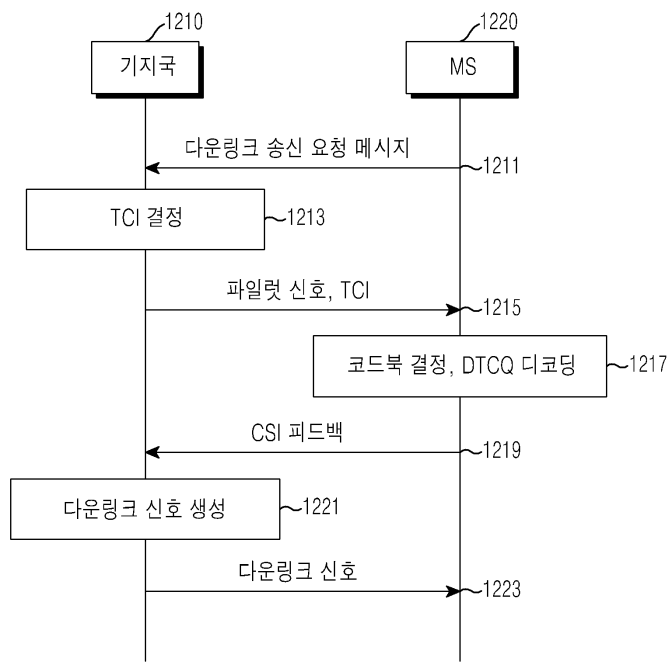 1210
1220
기지국
MS
다운링크 송신 요청 메시지
1211
TCI 결정
1213
파일럿 신호, TCI
1215
코드북 결정, DTCQ 디코딩
1217
CSI 피드백
1219
다운링크 신호 생성
1221
다운링크 신호
1223